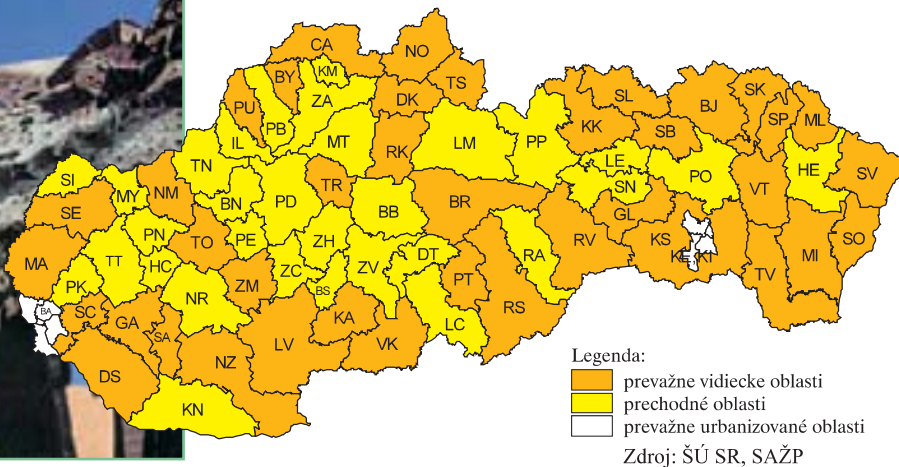 CA
NO
BY
KM
TS
ZA
DK
PU
SL
BJ
SK
SP
ML
PB
IL
MT
RK
LM
PP
KK
SB
TN
LE
PO
HE
SV
SI
MY
NM
BN
PD
TR
SN
VT
SE
BB
BR
GL
PN
TO
PE
ZH
DT
RA
RV
KS
KE, KI
SO
MA
TT
HC
ZC
ZV
PT
MI
TV
PK
NR
ZM
BS
RS
BA
SC
GA
SA
KA
LC
NZ
LV
VK
DS
KN
Legenda:
prevažne vidiecke oblasti
prechodné oblasti
prevažne urbanizované oblasti
Zdroj: ŠÚ SR, SAŽP